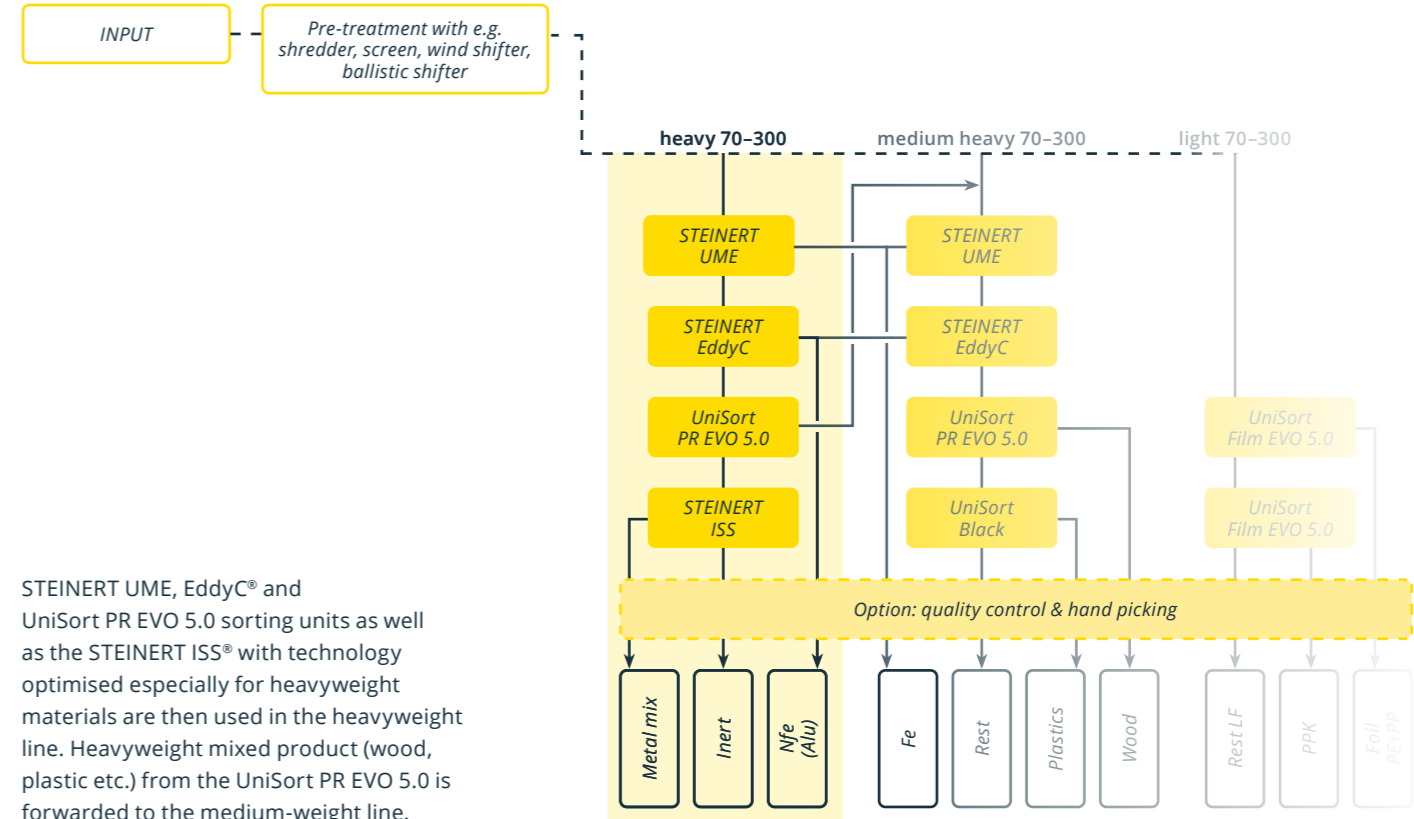 INPUT
Pre-treatment with e.g.
shredder, screen, wind shifter,
ballistic shifter
heavy 70–300
medium heavy 70–300
light 70–300
STEINERT
UME
STEINERT
UME
STEINERT
EddyC
STEINERT
EddyC
UniSort
PR EVO 5.0
UniSort
PR EVO 5.0
UniSort
Film EVO 5.0
STEINERT
ISS
UniSort
Black
UniSort
Film EVO 5.0
Option: quality control & hand picking
Metal mix
Inert
Nfe
(Alu)
Fe
Rest
Plastics
Wood
Rest LF
PPK
Foil
PE+PP
STEINERT UME, EddyC® and
UniSort PR EVO 5.0 sorting units as well
as the STEINERT ISS® with technology
optimised especially for heavyweight
materials are then used in the heavyweight
line. Heavyweight mixed product (wood,
plastic etc.) from the UniSort PR EVO 5.0 is
forwarded to the medium-weight line.